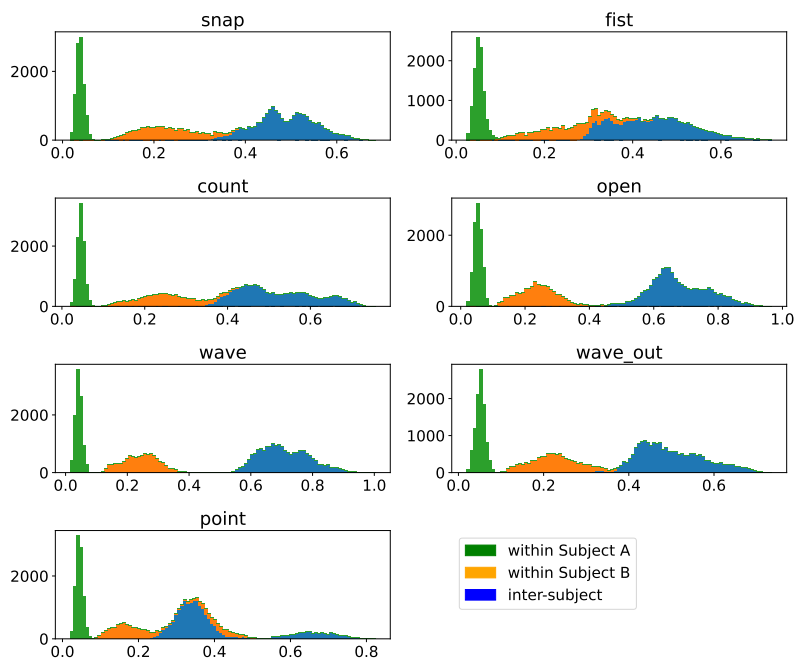 snap
2000
0
0.0 0.2 0.4 0.6
fist
2000
1000
0
0.0 0.2 0.4 0.6
count
2000
0
0.0 0.2 0.4 0.6
open
2000
0
0.0 0.2 0.4 0.6 0.8 1.0
wave
2000
0
0.0 0.2 0.4 0.6 0.8 1.0
wave_out
2000
1000
0
0.0 0.2 0.4 0.6
point
2000
0
0.0 0.2 0.4 0.6 0.8
within Subject A
within Subject B
inter-subject